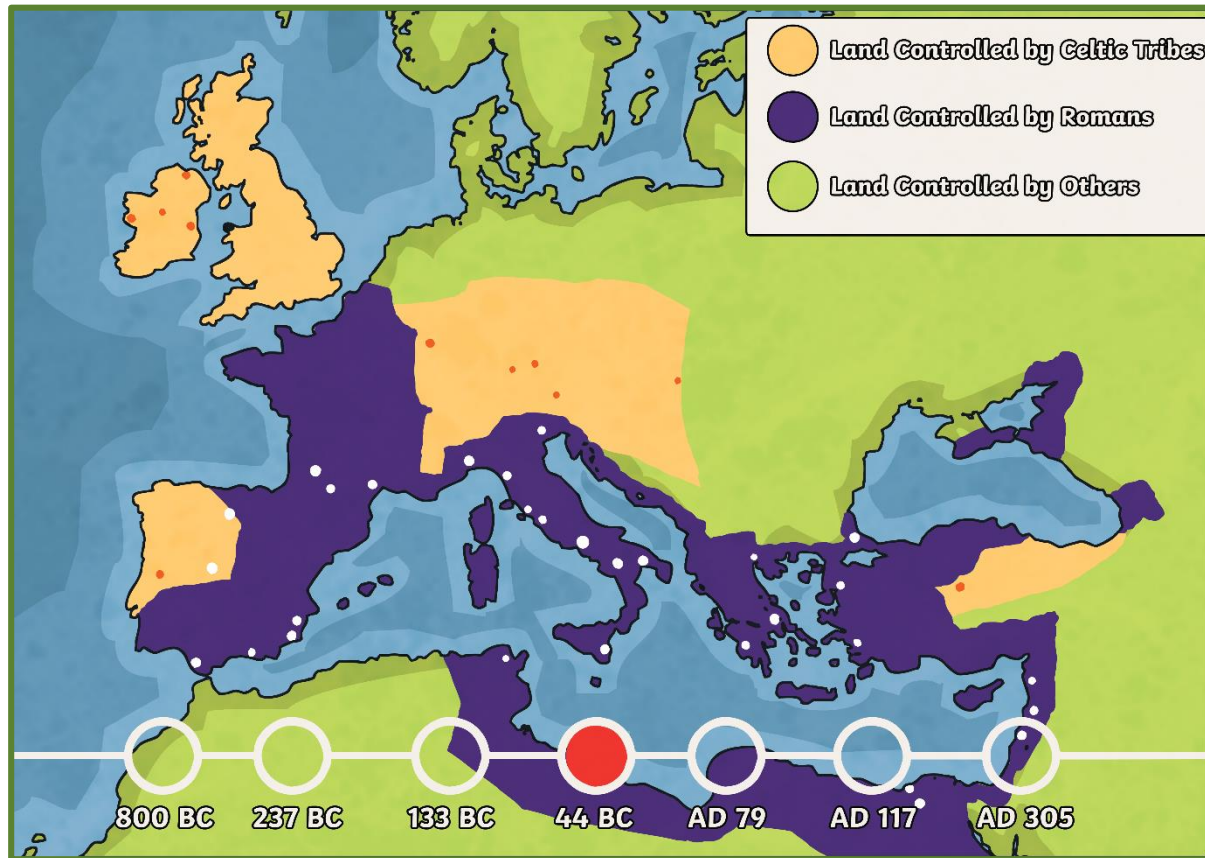 Land Controlled by Celtic Tribes
Land Controlled by Romans
Land Controlled by Others
800 BC
237 BC
133 BC
44 BC
AD 79
AD 117
AD 305